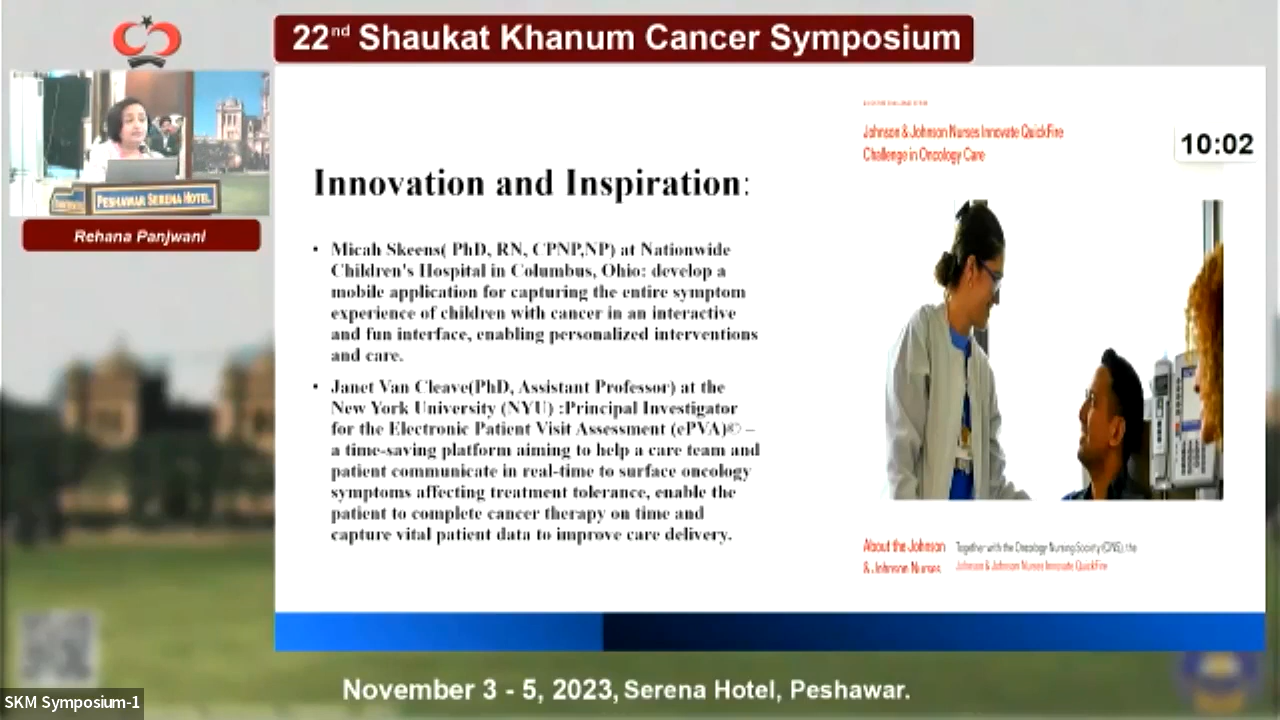 22nd Shaukat Khanum Cancer Symposium
Johnson & Johnson Nurses Innovate QuickFire
Challenge in Oncology Care
10:02
Innovation and Inspiration:
PESHAWAR SERENA HOTEL
Rehana Panjwani
• Micah Skeens( PhD, RN, CPNP,NP) at Nationwide
Children's Hospital in Columbus, Ohio: develop a
mobile application for capturing the entire symptom
experience of children with cancer in an interactive
and fun interface, enabling personalized interventions
and care.
• Janet Van Cleave(PhD, Assistant Professor) at the
New York University (NYU) :Principal Investigator
for the Electronic Patient Visit Assessment (ePVA)© –
a time-saving platform aiming to help a care team and
patient communicate in real-time to surface oncology
symptoms affecting treatment tolerance, enable the
patient to complete cancer therapy on time and
capture vital patient data to improve care delivery.
About the Johnson
& Johnson Nurses
Together with the Oncology Nursing Society (ONS), the
Johnson & Johnson Nurses Innovate QuickFire
SKM Symposium-1
November 3 - 5, 2023, Serena Hotel, Peshawar.